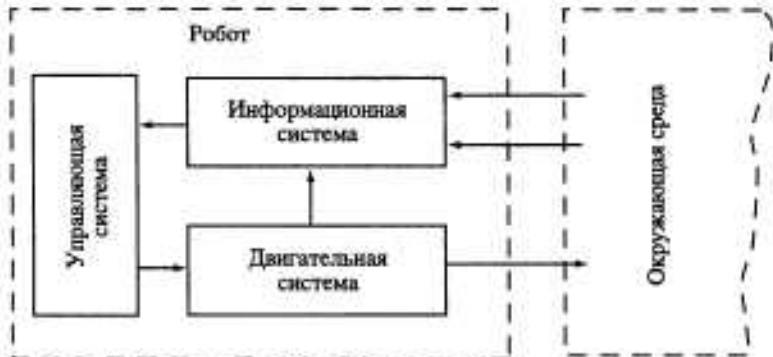 Робот
Управляющая
система
Информационная
система
Двигательная
система
Окружающая среда